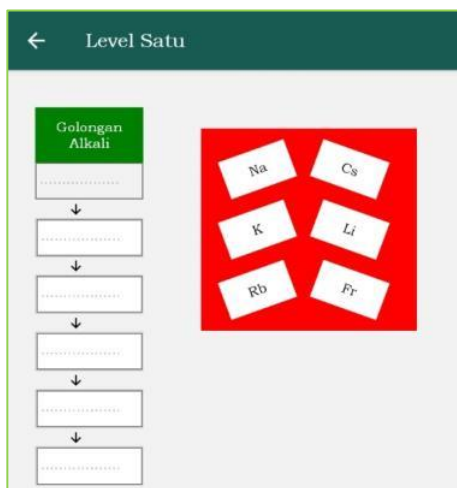 ← Level Satu
Golongan
Alkali
..................
↓
..................
↓
..................
↓
..................
↓
..................
↓
..................
Na
Cs
K
Li
Rb
Fr